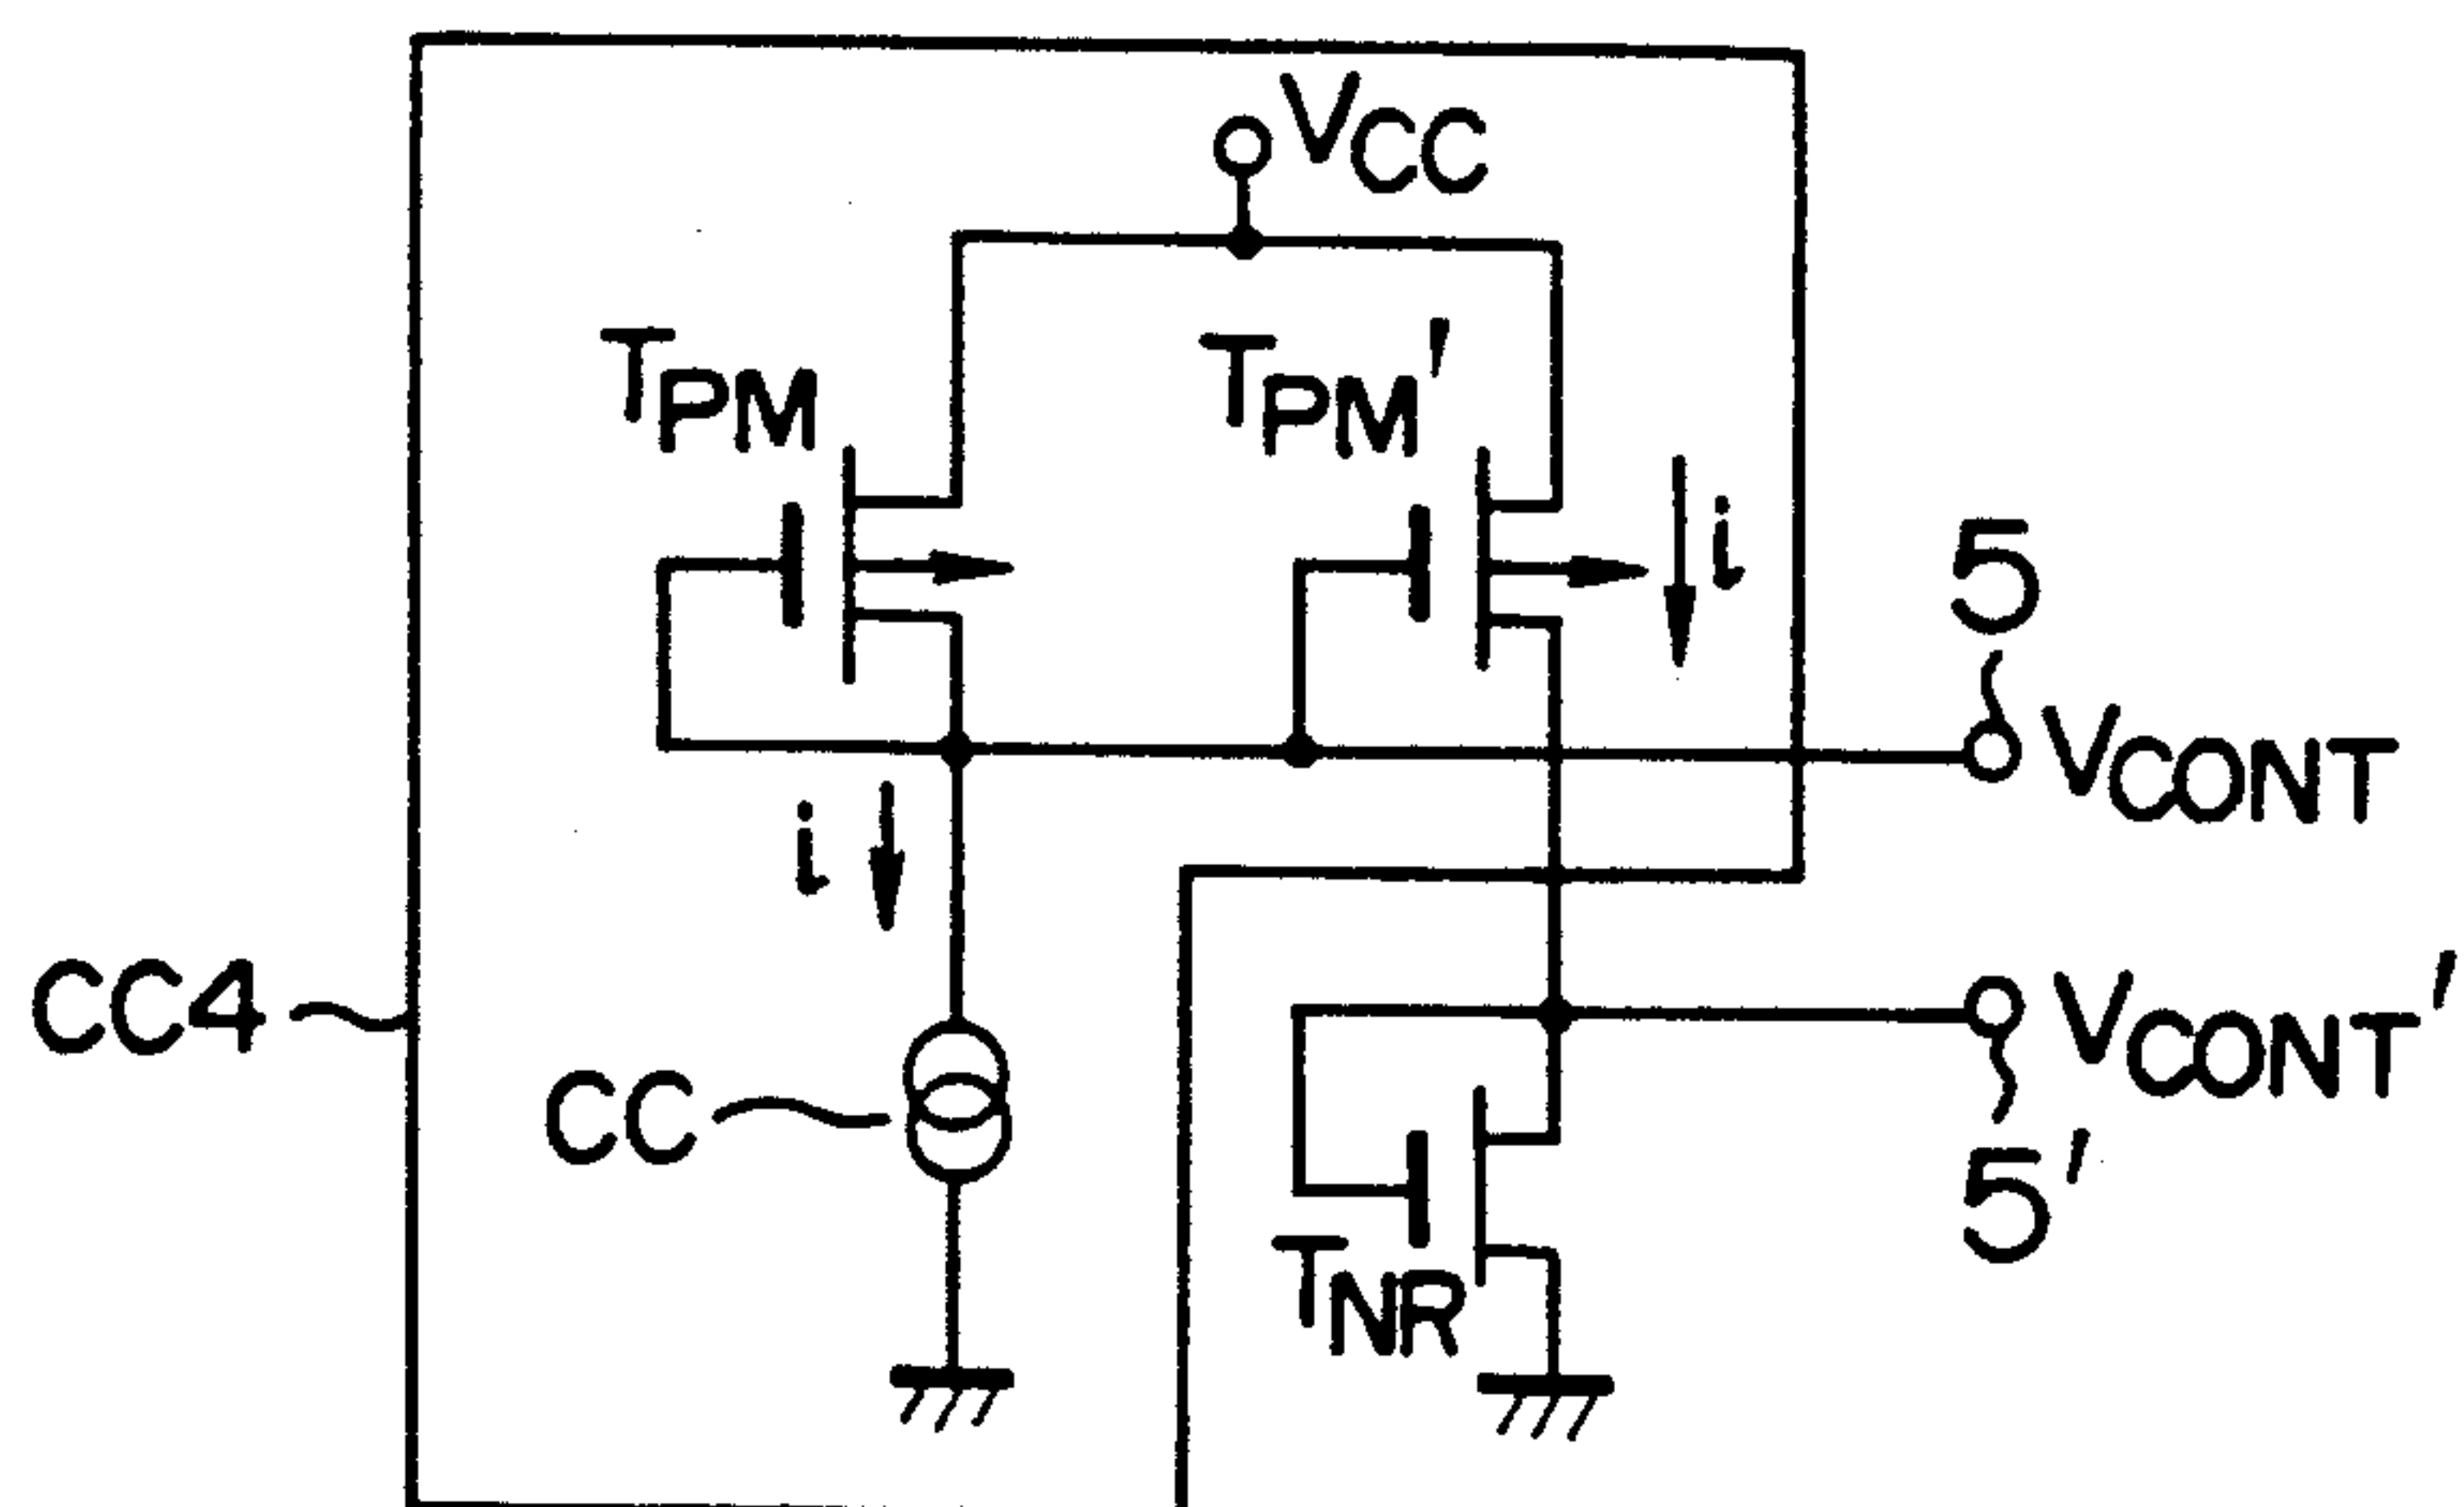 VCC
TPM
TPM'
i
5
VCONT
i
CC4
VCONT'
CC
5'
TNR